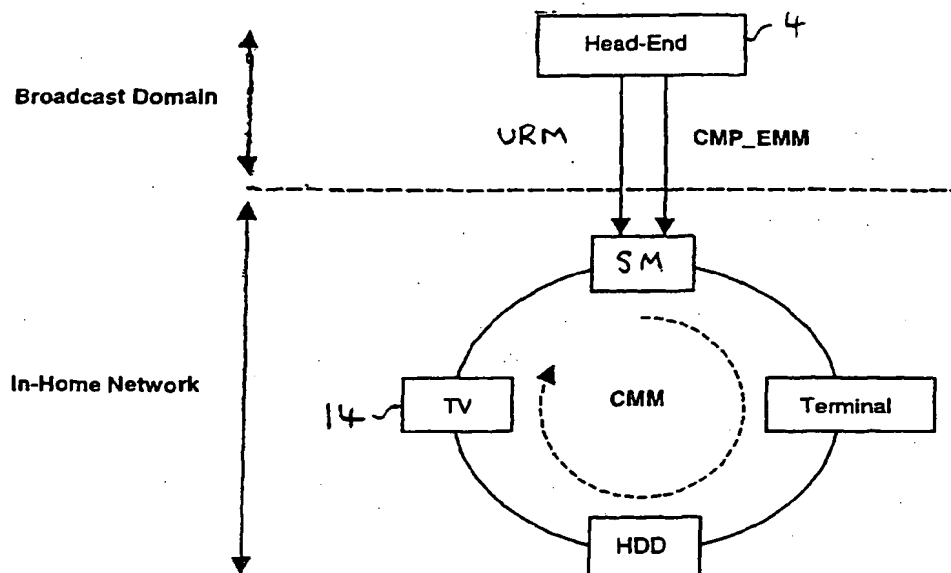 Head-End
4
Broadcast Domain
URM
CMP_EMM
SM
In-Home Network
14
TV
CMM
Terminal
HDD